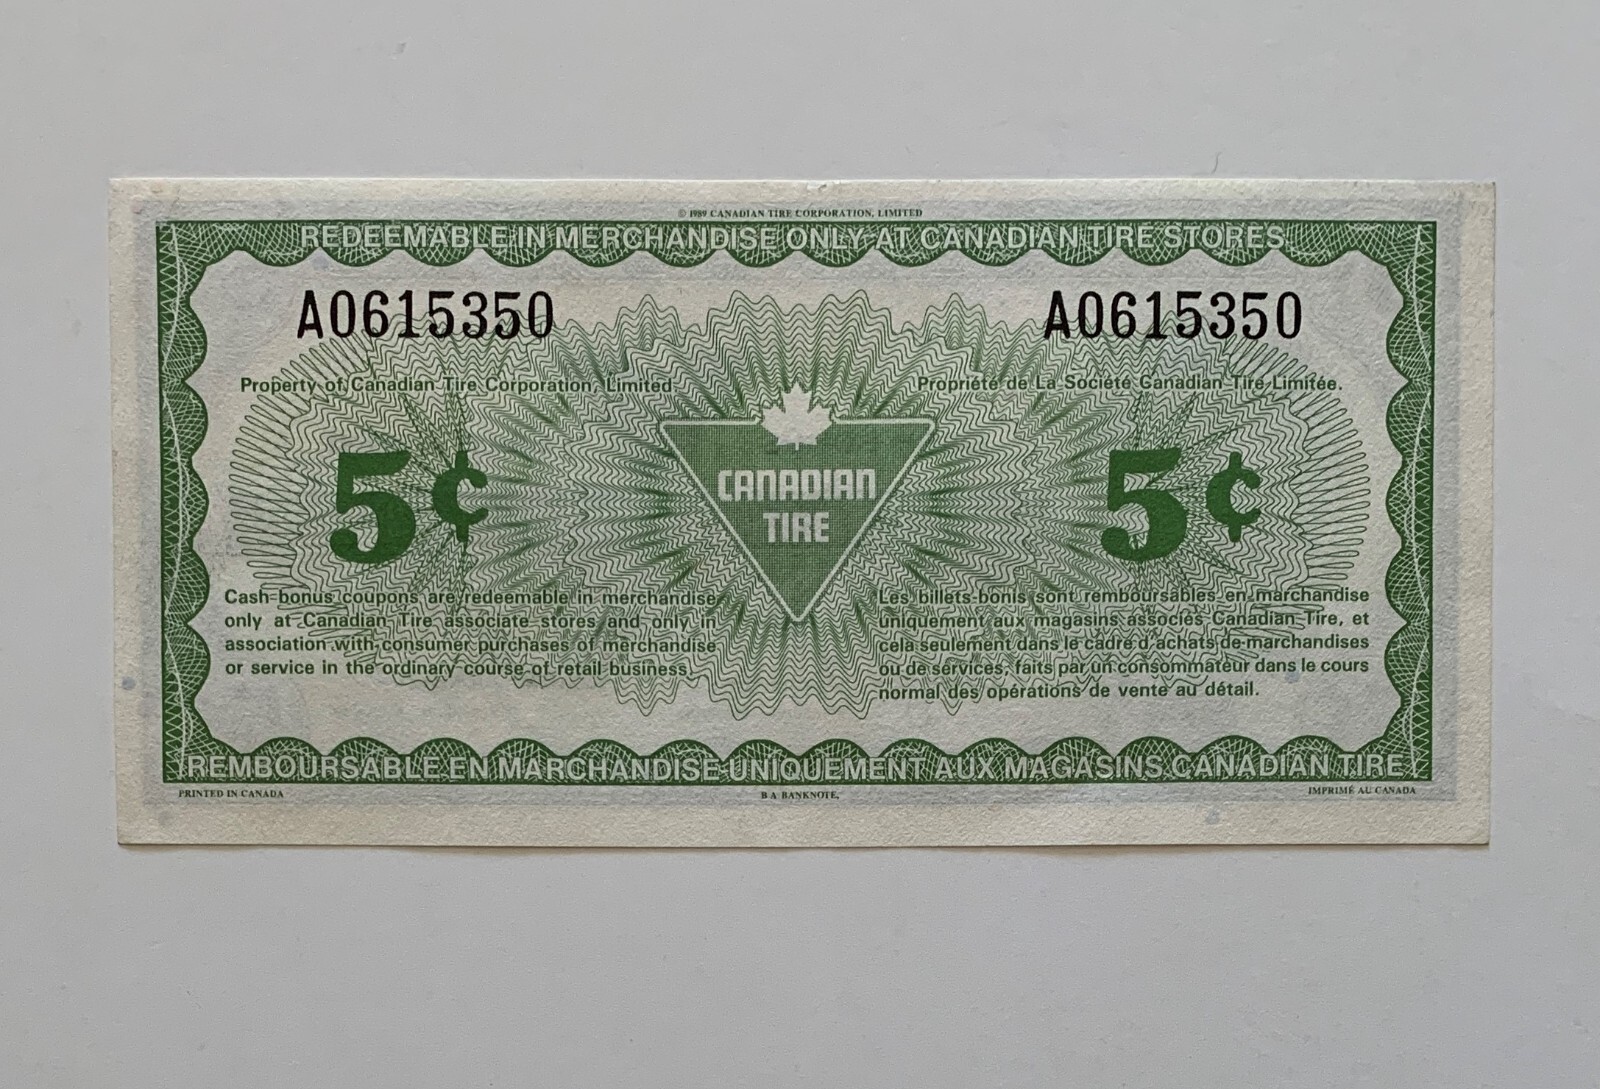 © 1989 CANADIAN TIRE CORPORATION, LIMITED
REDEEMABLE IN MERCHANDISE ONLY AT CANADIAN TIRE STORES
A0615350
A0615350
Property of Canadian Tire Corporation, Limited.
Propriété de La Société Canadian Tire Limitée.
5¢
CANADIAN
TIRE
5¢
Cash bonus coupons are redeemable in merchandise
only at Canadian Tire associate stores and only in
association with consumer purchases of merchandise
or service in the ordinary course of retail business.
Les billets-bonis sont remboursables en marchandise
uniquement aux magasins associés Canadian Tire, et
cela seulement dans le cadre d'achats de marchandises
ou de services, faits par un consommateur dans le cours
normal des opérations de vente au détail.
REMBOURSABLE EN MARCHANDISE UNIQUEMENT AUX MAGASINS CANADIAN TIRE
PRINTED IN CANADA
B A BANKNOTE,
IMPRIMÉ AU CANADA